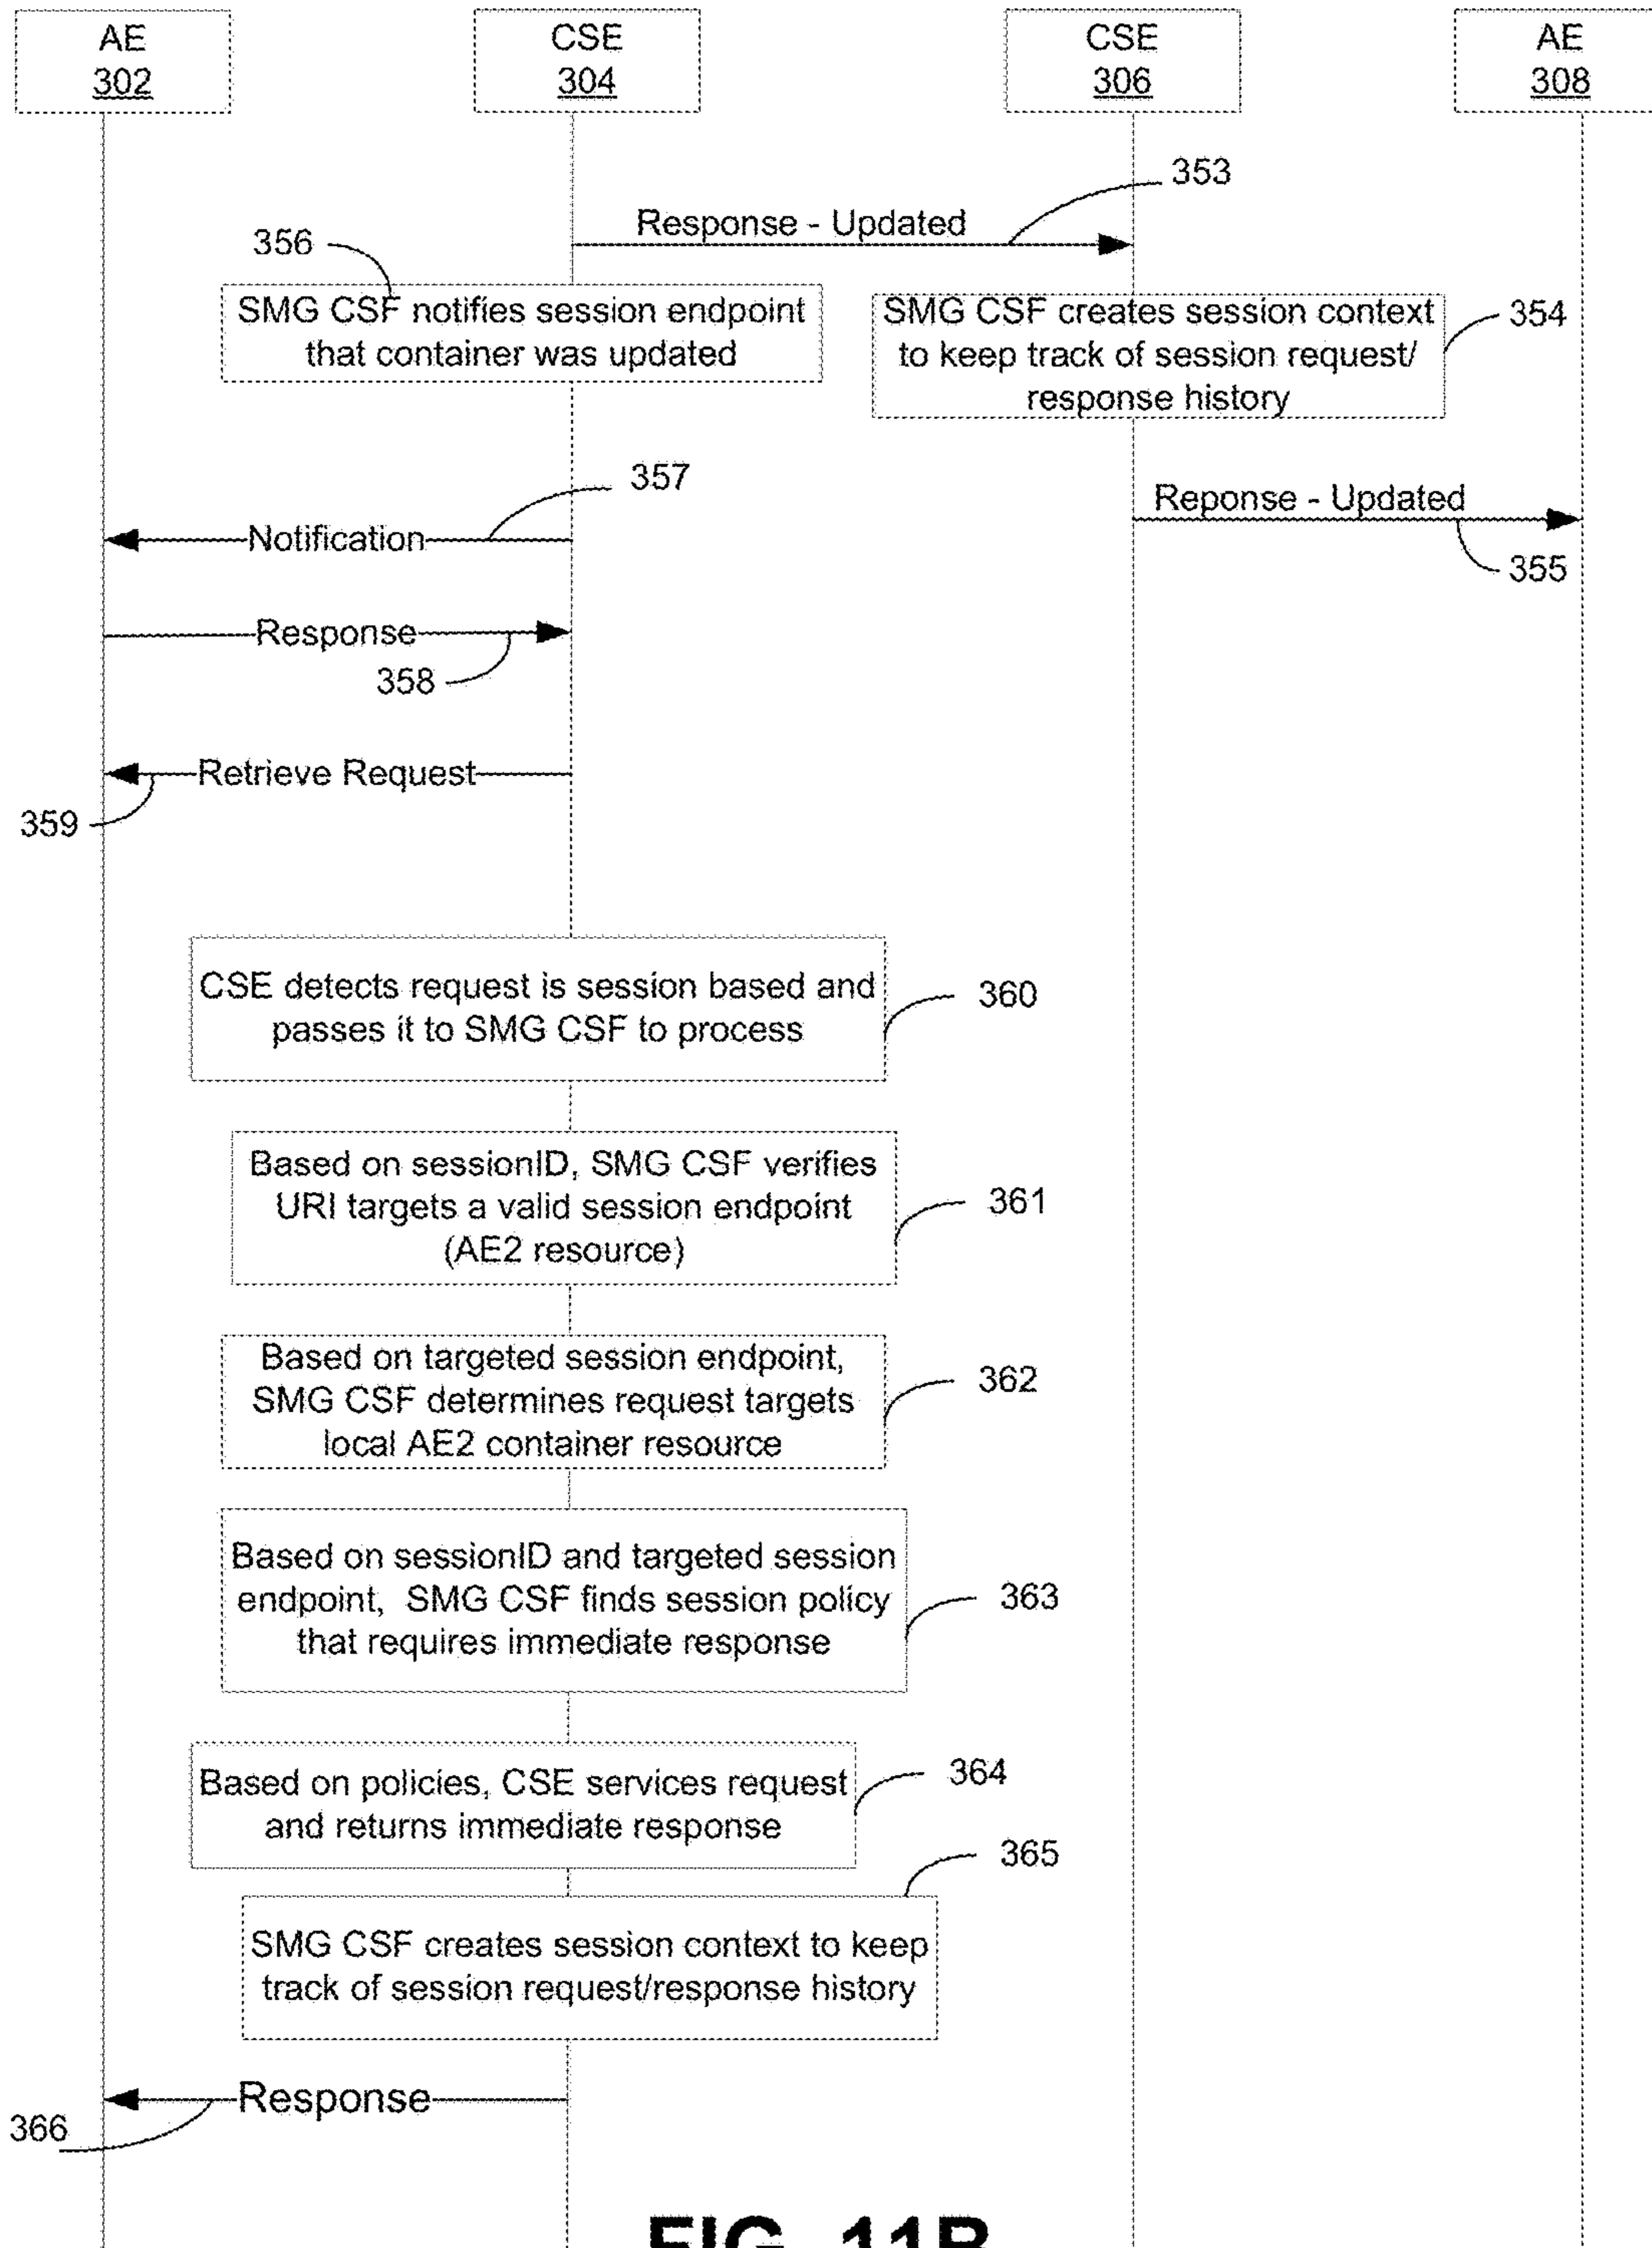 AE
302
CSE
304
CSE
306
AE
308
353
Response - Updated
356
SMG CSF notifies session endpoint
that container was updated
SMG CSF creates session context
to keep track of session request/
response history
354
357
Notification
Reponse - Updated
355
Response
358
Retrieve Request
359
CSE detects request is session based and
passes it to SMG CSF to process
360
Based on sessionID, SMG CSF verifies
URI targets a valid session endpoint
(AE2 resource)
361
Based on targeted session endpoint,
SMG CSF determines request targets
local AE2 container resource
362
Based on sessionID and targeted session
endpoint, SMG CSF finds session policy
that requires immediate response
363
Based on policies, CSE services request
and returns immediate response
364
365
SMG CSF creates session context to keep
track of session request/response history
Response
366
FIG. 11B